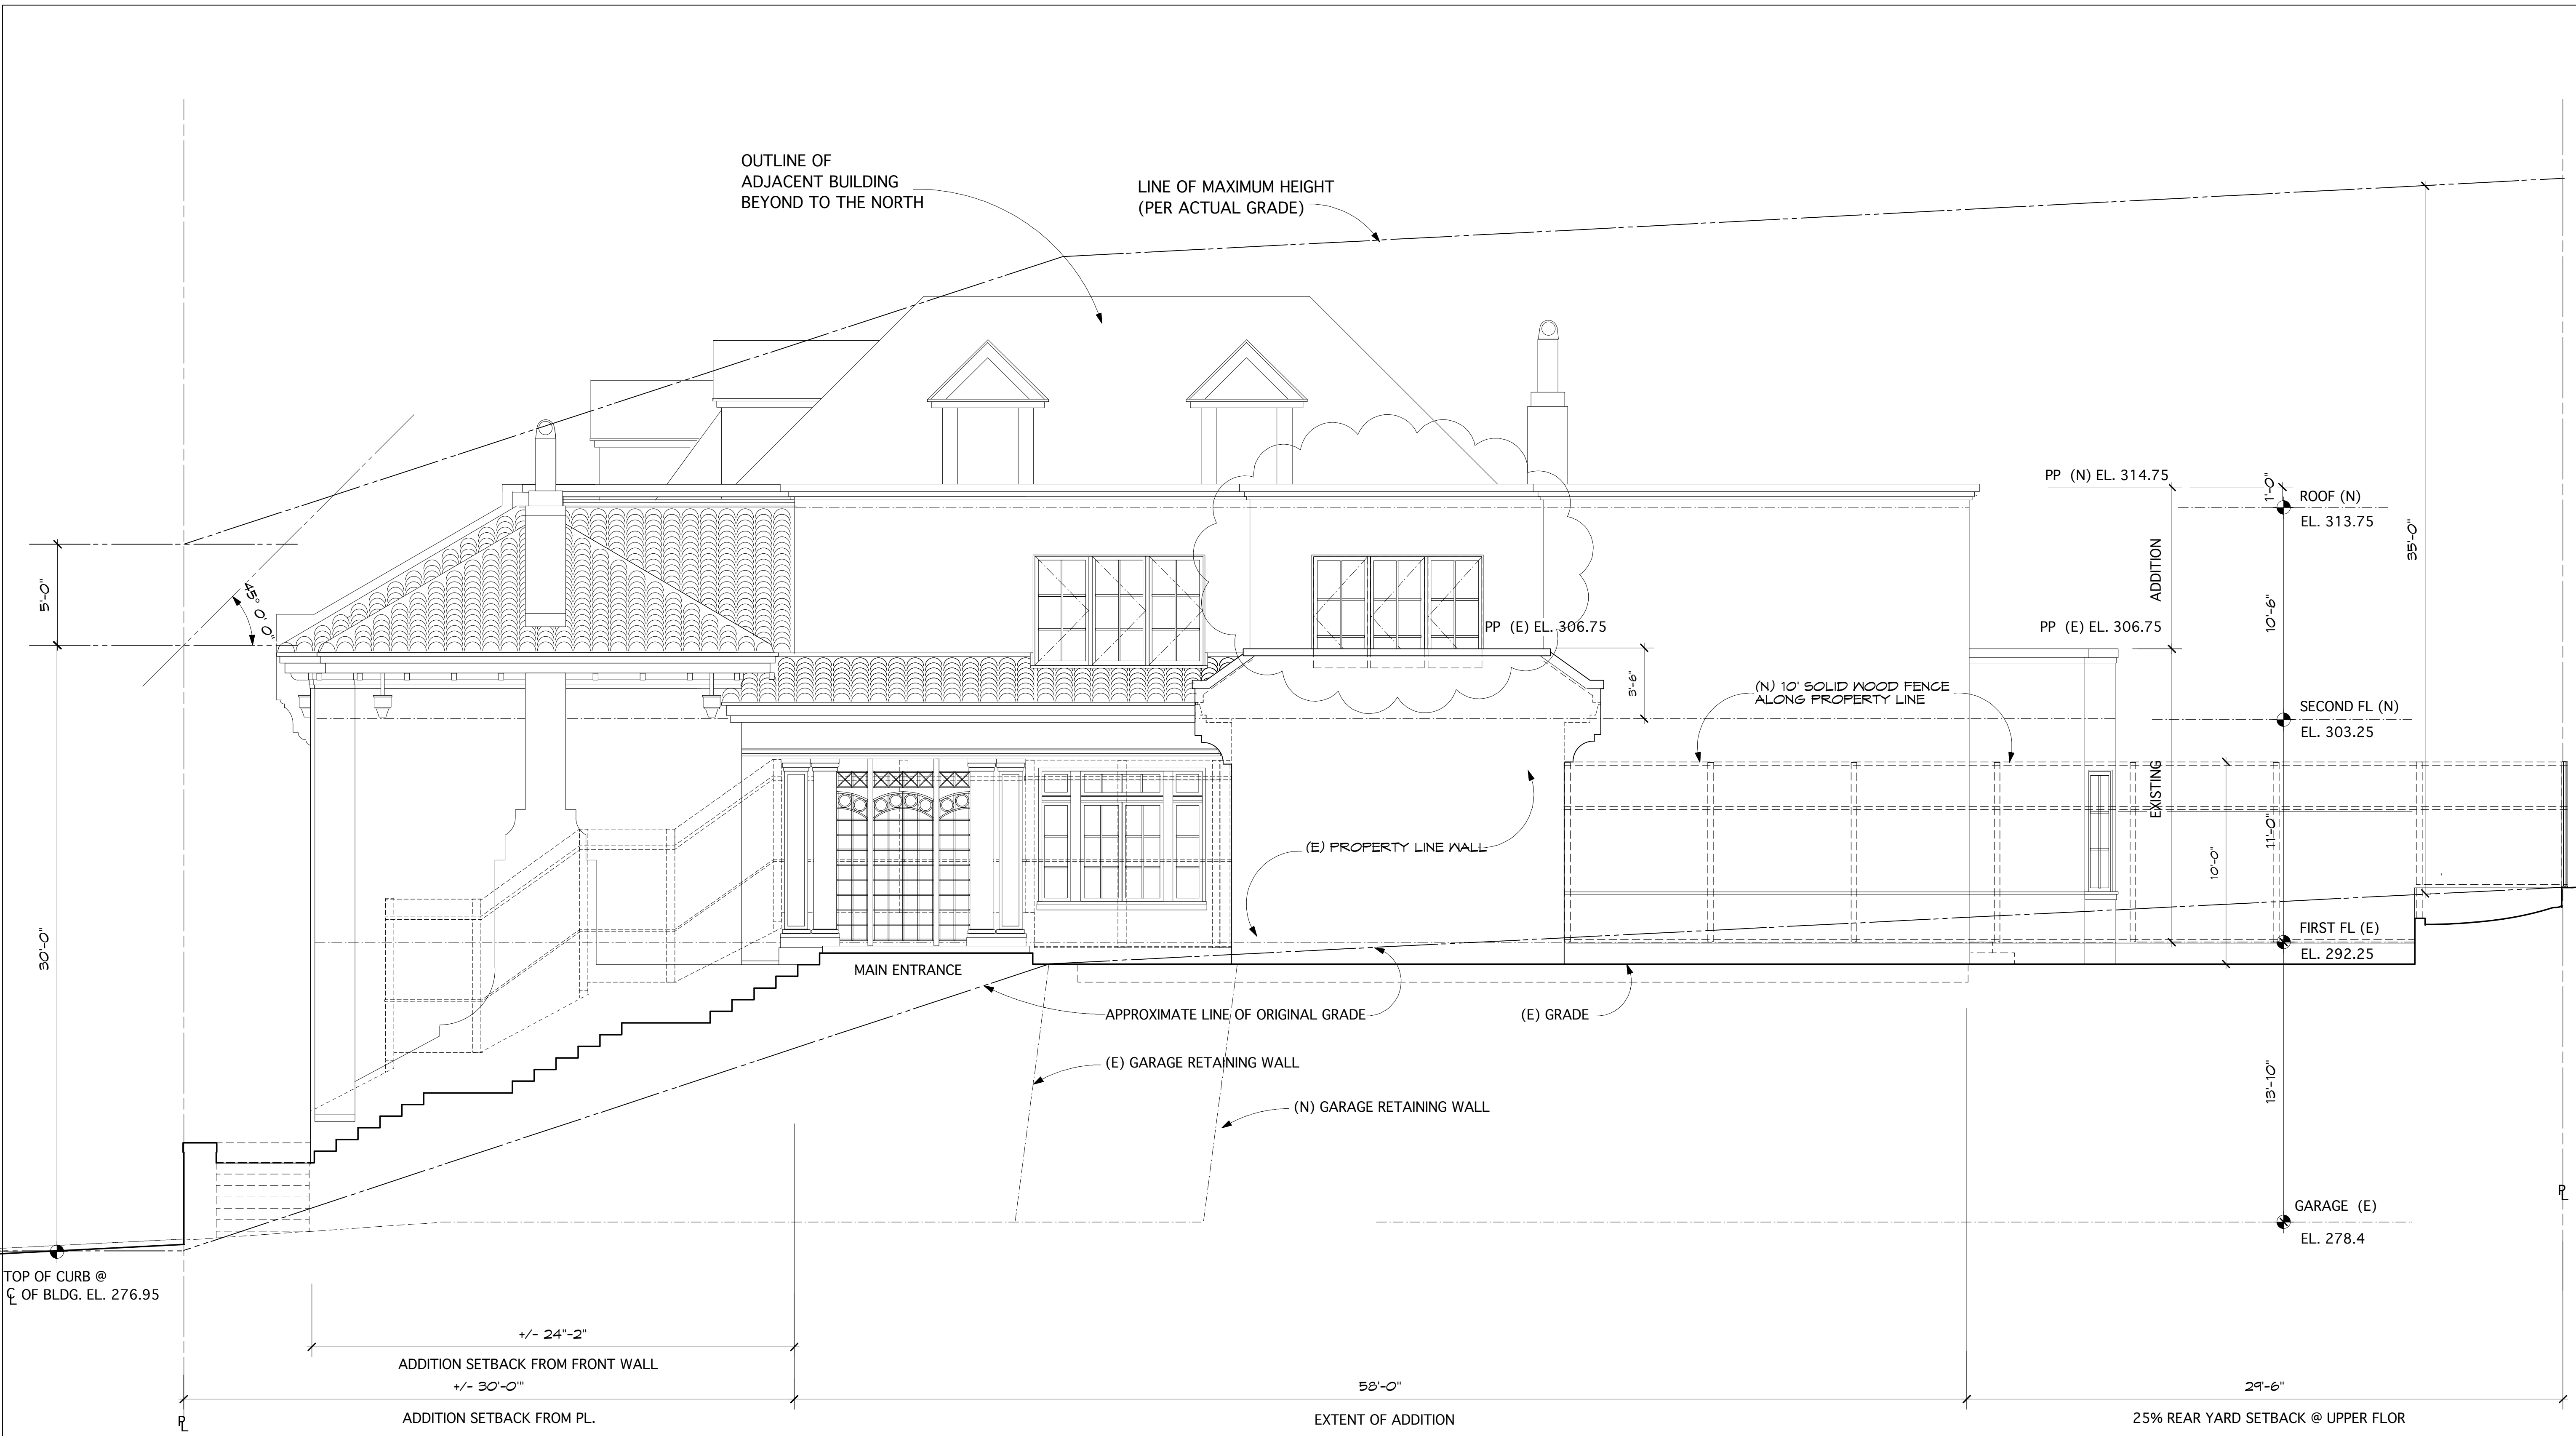 OUTLINE OF
ADJACENT BUILDING
BEYOND TO THE NORTH
LINE OF MAXIMUM HEIGHT
(PER ACTUAL GRADE)
PP (N) EL. 314.75
1'-0"
ROOF (N)
EL. 313.75
35'-0"
ADDITION
10'-6"
5'-0"
45° 0' 0"
PP (E) EL. 306.75
PP (E) EL. 306.75
3'-6"
(N) 10' SOLID WOOD FENCE
ALONG PROPERTY LINE
SECOND FL (N)
EL. 303.25
EXISTING
11'-0"
10'-0"
(E) PROPERTY LINE WALL
30'-0"
FIRST FL (E)
EL. 292.25
MAIN ENTRANCE
APPROXIMATE LINE OF ORIGINAL GRADE
(E) GRADE
(E) GARAGE RETAINING WALL
13'-10"
(N) GARAGE RETAINING WALL
PL
GARAGE (E)
EL. 278.4
TOP OF CURB @
CL OF BLDG. EL. 276.95
+/- 24"-2"
ADDITION SETBACK FROM FRONT WALL
+/- 30'-0'"
58'-0"
29'-6"
PL
ADDITION SETBACK FROM PL.
EXTENT OF ADDITION
25% REAR YARD SETBACK @ UPPER FLOR